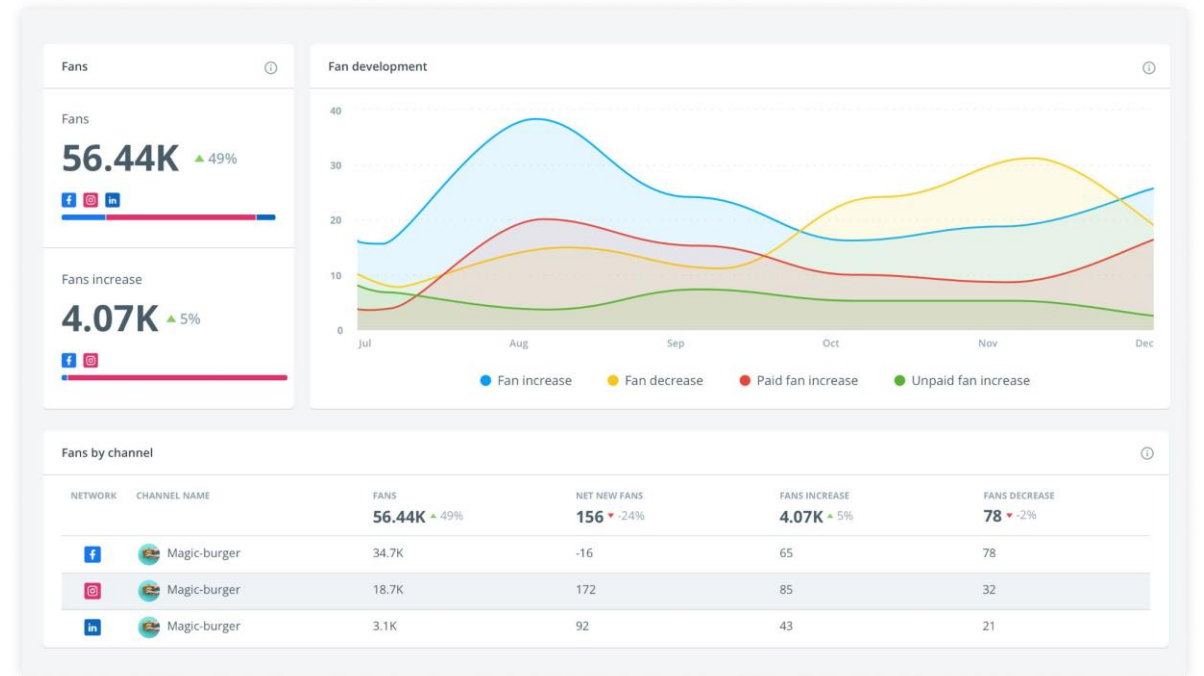 Fans
Fans
56.44K 49%
Fans increase
4.07K 5%
Fan development
40
30
20
10
0
Jul Aug Sep Oct Nov Dec
Fan increase Fan decrease Paid fan increase Unpaid fan increase
Fans by channel
NETWORK CHANNEL NAME FANS NET NEW FANS FANS INCREASE FANS DECREASE
56.44K 49% 156 -24% 4.07K 5% 78 -2%
Magic-burger 34.7K -16 65 78
Magic-burger 18.7K 172 85 32
Magic-burger 3.1K 92 43 21